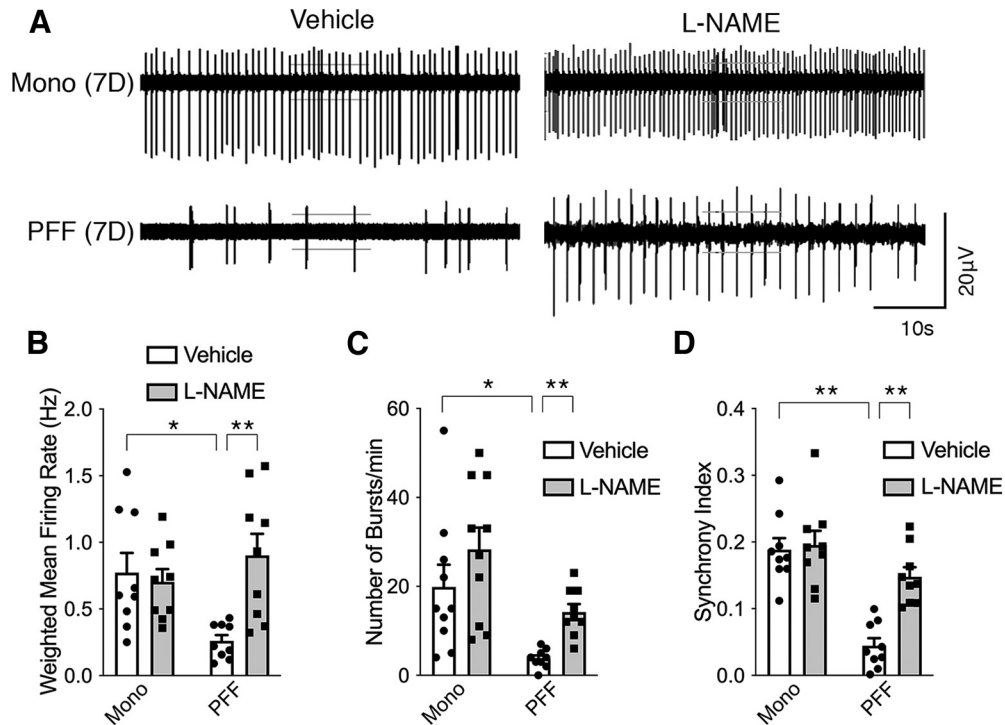 A
Vehicle
L-NAME
Mono (7D)
PFF (7D)
20µV
10s
B
Vehicle
L-NAME
Weighted Mean Firing Rate (Hz)
2.0
1.5
1.0
0.5
0.0
*
**
Mono
PFF
C
Number of Bursts/min
60
40
20
0
*
**
Vehicle
L-NAME
Mono
PFF
D
Synchrony Index
0.4
0.3
0.2
0.1
0.0
**
**
Vehicle
L-NAME
Mono
PFF